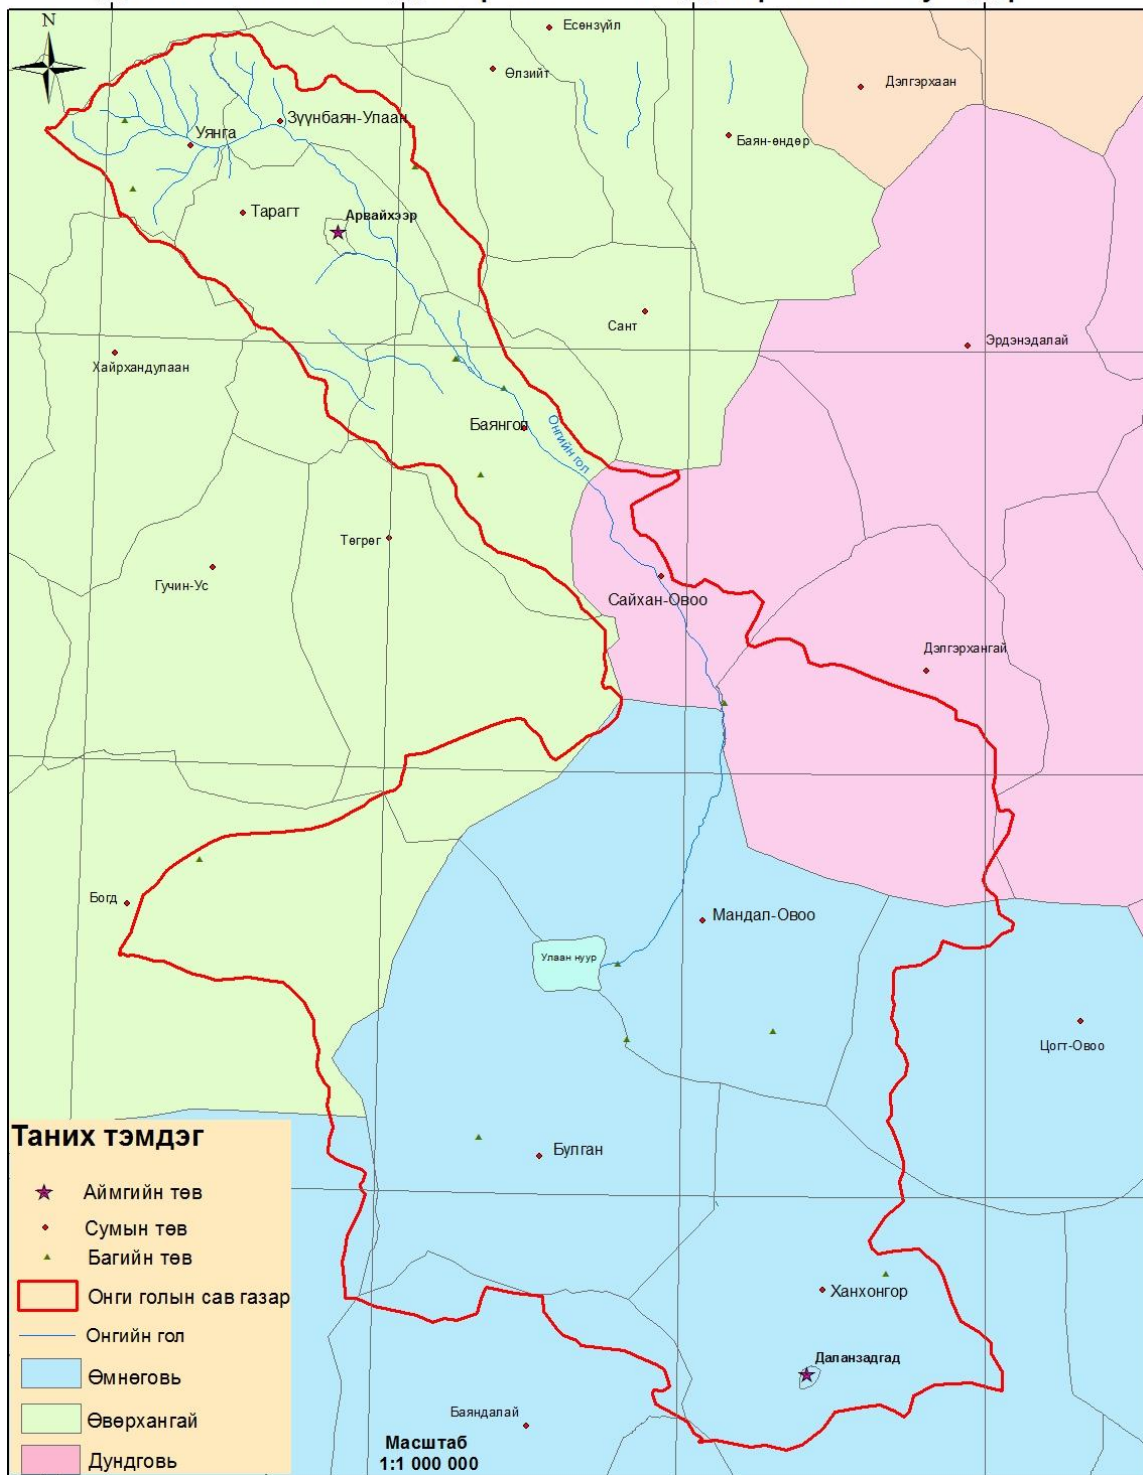 N
Есөнзүйл
Өлзийт
Дэлгэрхаан
Зүүнбаян-Улаан
Уянга
Баян-өндөр
Тарагт
Арвайхээр
Сант
Эрдэнэдалай
Хайрхандулаан
Баянгол
Онгийн гол
Төгрөг
Гучин-Ус
Сайхан-Овоо
Дэлгэрхангай
Богд
Мандал-Овоо
Улаан нуур
Цогт-Овоо
Булган
Ханхонгор
Даланзадгад
Баяндалай
Масштаб
1:1 000 000
Таних тэмдэг
Аймгийн төв
Сумын төв
Багийн төв
Онги голын сав газар
Онгийн гол
Өмнөговь
Өвөрхангай
Дундговь